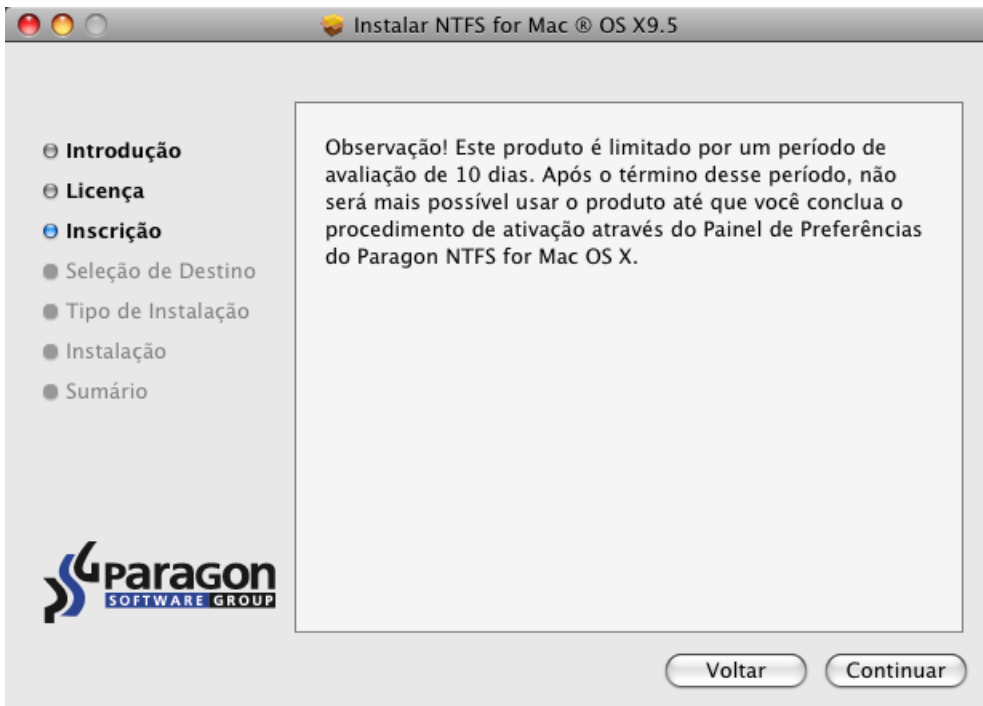 Instalar NTFS for Mac ® OS X9.5
Introdução
Licença
Inscrição
Seleção de Destino
Tipo de Instalação
Instalação
Sumário
Observação! Este produto é limitado por um período de
avaliação de 10 dias. Após o término desse período, não
será mais possível usar o produto até que você conclua o
procedimento de ativação através do Painel de Preferências
do Paragon NTFS for Mac OS X.
Paragon
SOFTWARE GROUP
Voltar
Continuar